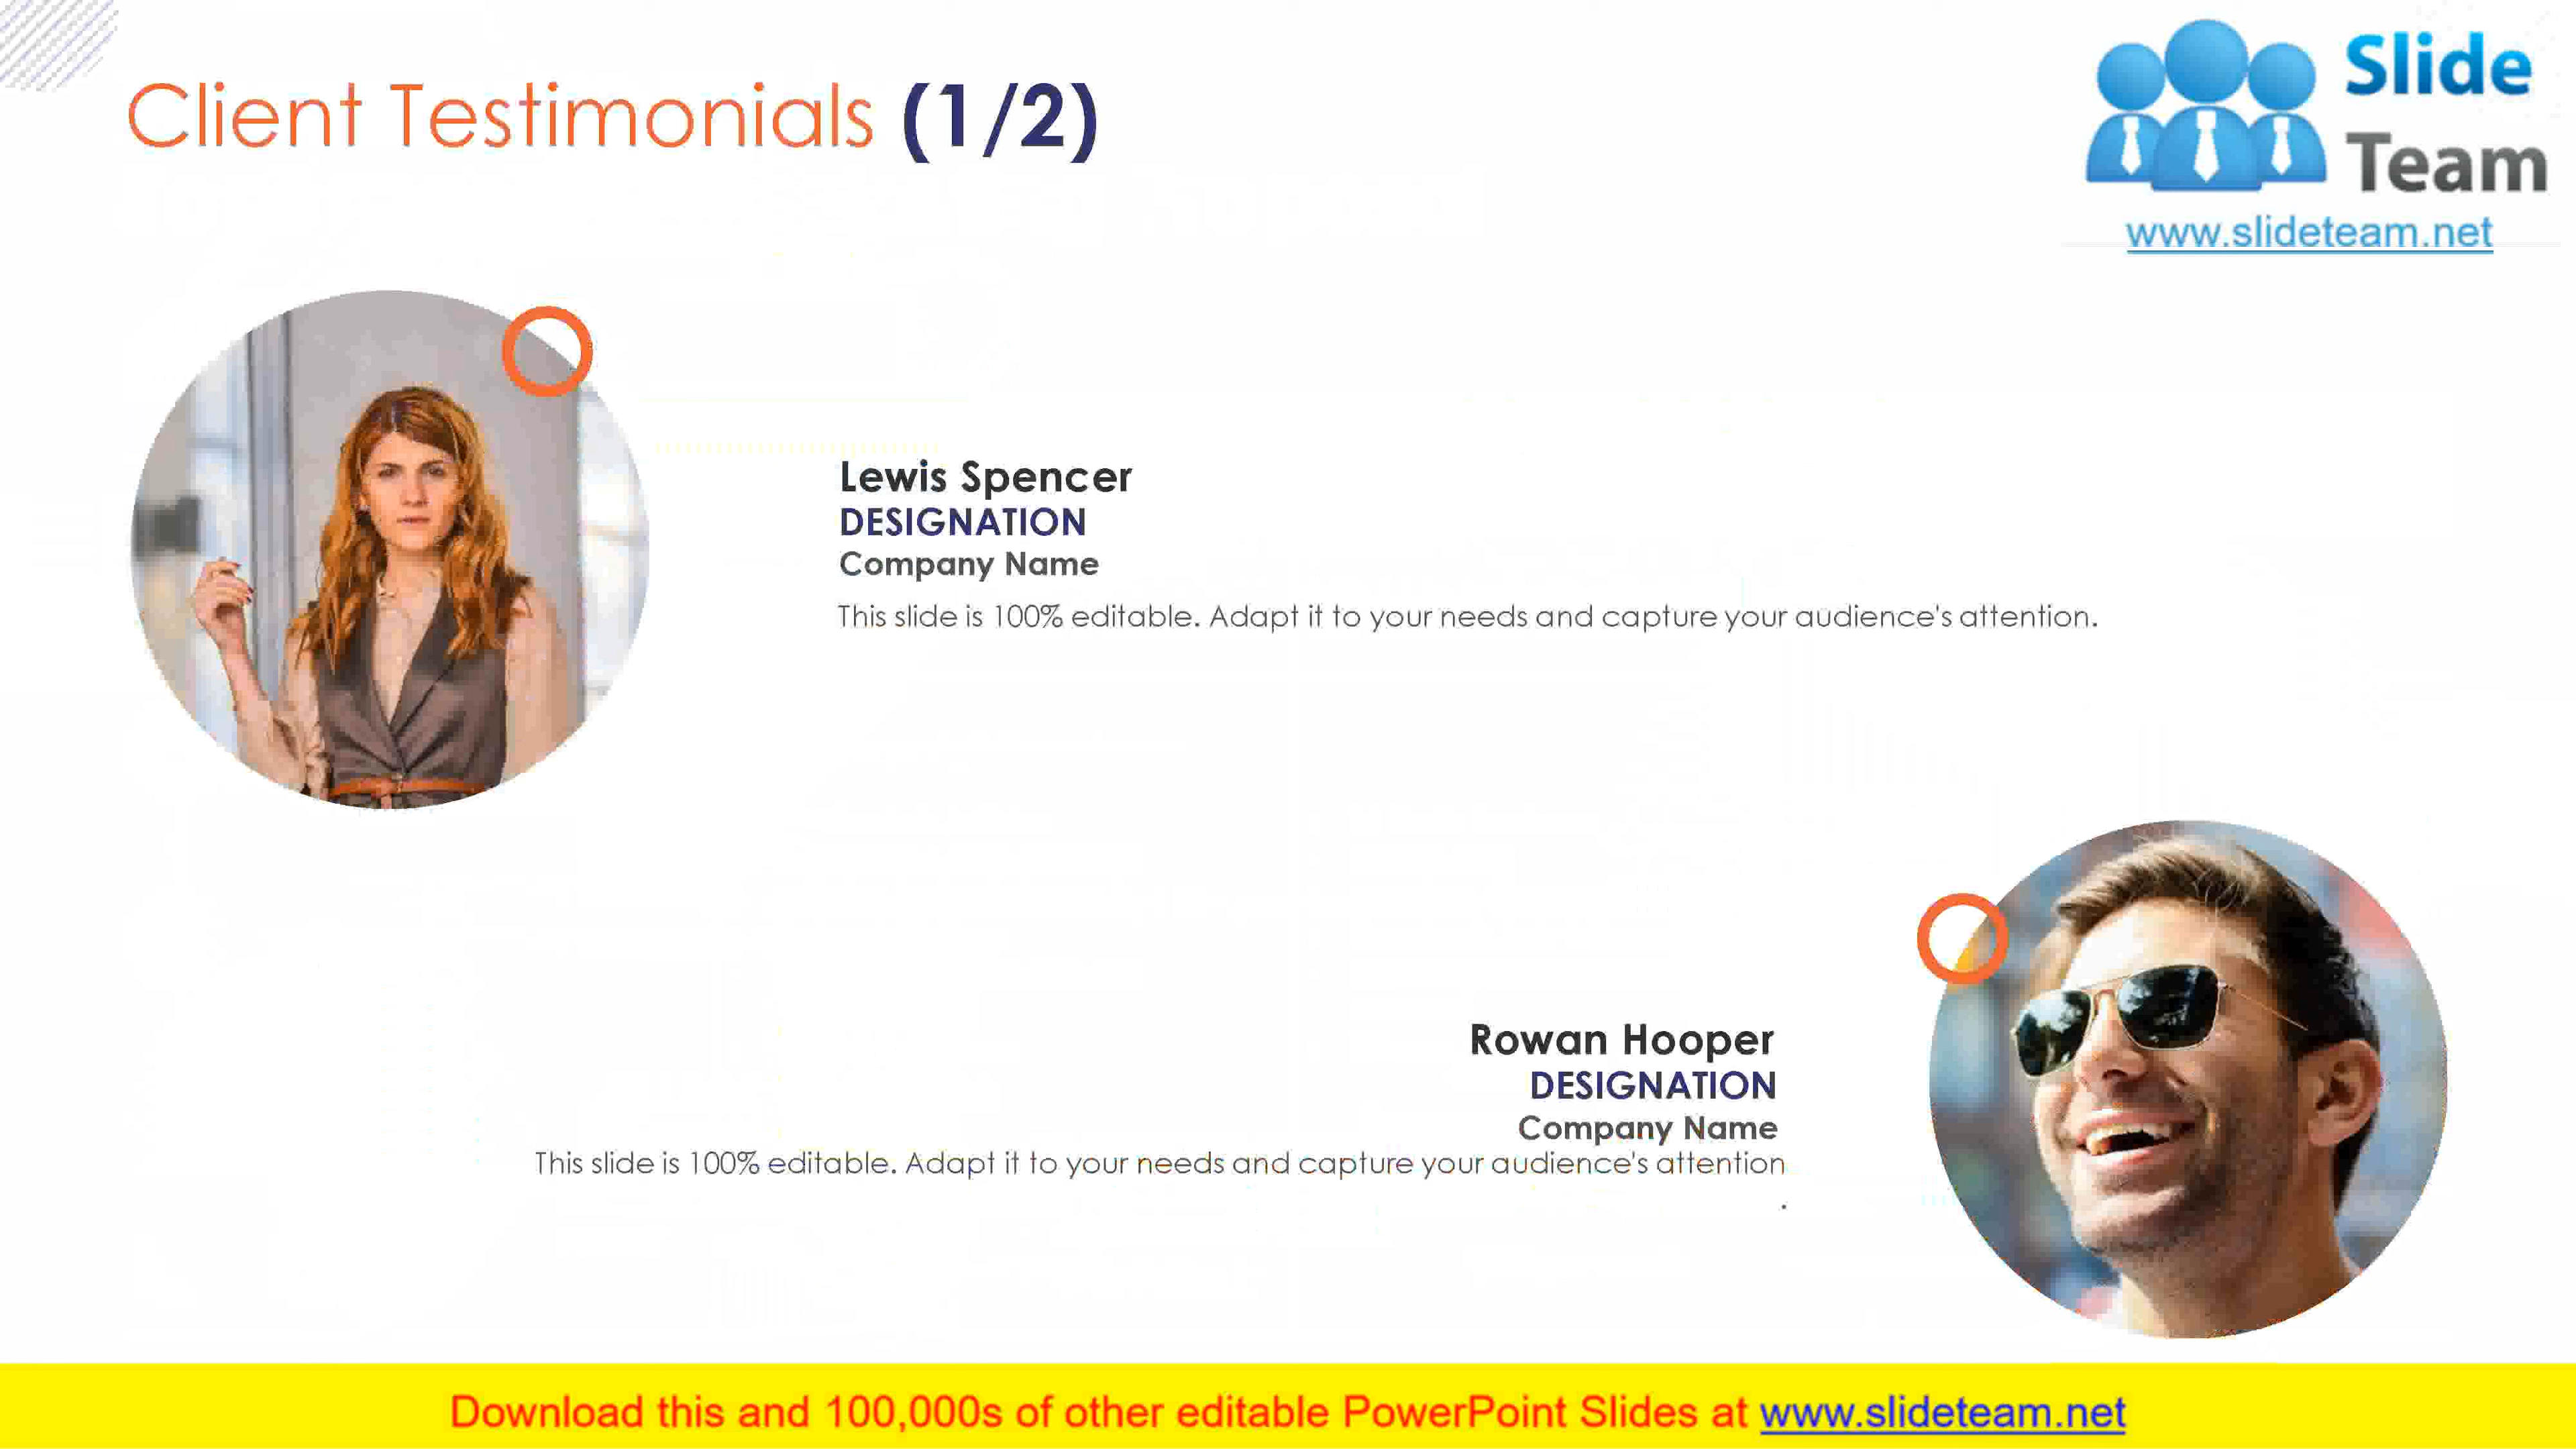 Client Testimonials (1/2)
Slide
Team
www.slideteam.net
Lewis Spencer
DESIGNATION
Company Name
This slide is 100% editable. Adapt it to your needs and capture your audience's attention.
Rowan Hooper
DESIGNATION
Company Name
This slide is 100% editable. Adapt it to your needs and capture your audience's attention
.
Download this and 100,000s of other editable PowerPoint Slides at www.slideteam.net